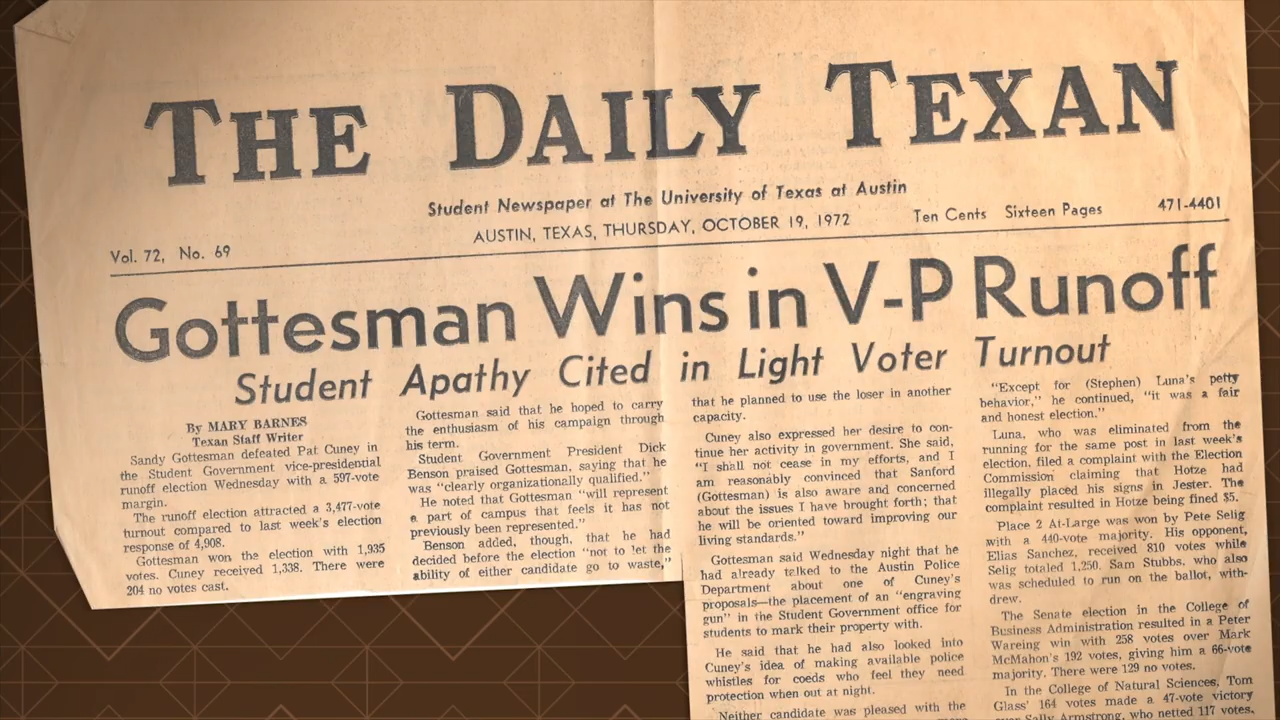 THE DAILY TEXAN
Student Newspaper at The University of Texas at Austin
Vol. 72, No. 69
AUSTIN, TEXAS, THURSDAY, OCTOBER 19, 1972
Ten Cents Sixteen Pages
471-4401
Gottesman Wins in V-P Runoff
Student Apathy Cited in Light Voter Turnout
By MARY BARNES
Texan Staff Writer
Sandy Gottesman defeated Pat Cuney in
the Student Government vice-presidential
runoff election Wednesday with a 597-vote
margin.
The runoff election attracted a 3,477-vote
turnout compared to last week's election
response of 4,908.
Gottesman won the election with 1,935
votes. Cuney received 1,338. There were
204 no votes cast.
Gottesman said that he hoped to carry
the enthusiasm of his campaign through
his term.
Student Government President Dick
Benson praised Gottesman, saying that he
was "clearly organizationally qualified."
He noted that Gottesman "will represent
a part of campus that feels it has not
previously been represented."
Benson added, though, that he had
decided before the election "not to let the
ability of either candidate go to waste,"
that he planned to use the loser in another
capacity.
Cuney also expressed her desire to con-
tinue her activity in government. She said,
"I shall not cease in my efforts, and I
am reasonably convinced that Sanford
(Gottesman) is also aware and concerned
about the issues I have brought forth; that
he will be oriented toward improving our
living standards."
Gottesman said Wednesday night that he
had already talked to the Austin Police
Department about one of Cuney's
proposals—the placement of an "engraving
gun" in the Student Government office for
students to mark their property with.
He said that he had also looked into
Cuney's idea of making available police
whistles for coeds who feel they need
protection when out at night.
Neither candidate was pleased with the
"Except for (Stephen) Luna's petty
behavior," he continued, "it was a fair
and honest election."
Luna, who was eliminated from the
running for the same post in last week's
election, filed a complaint with the Election
Commission claiming that Hotze had
illegally placed his signs in Jester. The
complaint resulted in Hotze being fined $5.
Place 2 At-Large was won by Pete Selig
with a 440-vote majority. His opponent,
Elias Sanchez, received 810 votes while
Selig totaled 1,250. Sam Stubbs, who also
was scheduled to run on the ballot, with-
drew.
The Senate election in the College of
Business Administration resulted in a Peter
Wareing win with 258 votes over Mark
McMahon's 192 votes, giving him a 66-vote
majority. There were 129 no votes.
In the College of Natural Sciences, Tom
Glass' 164 votes made a 47-vote victory
over Sally Armstrong, who netted 117 votes.